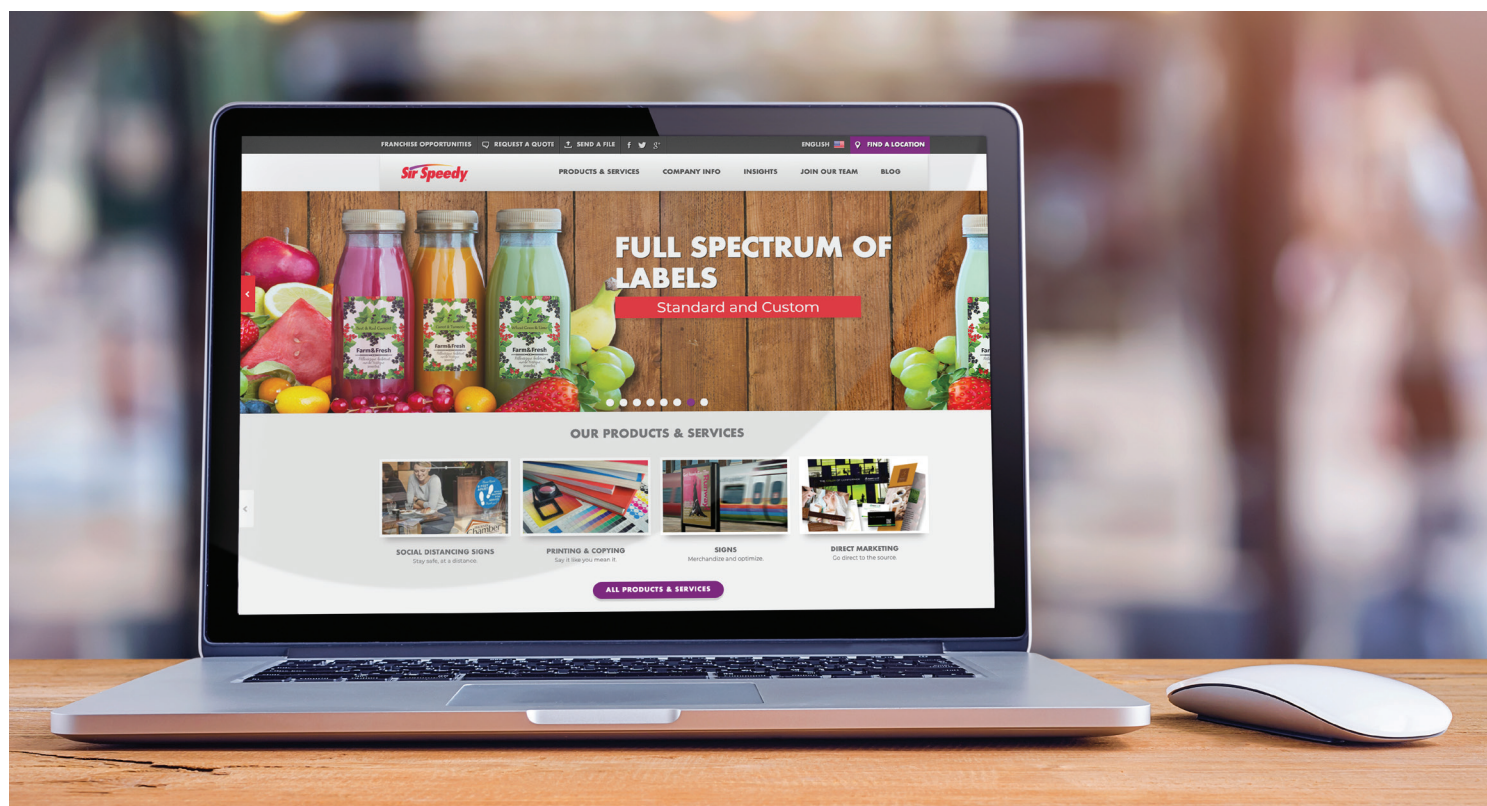 FRANCHISE OPPORTUNITIES REQUEST A QUOTE SEND A FILE
ENGLISH FIND A LOCATION
Sir Speedy
PRODUCTS & SERVICES COMPANY INFO INSIGHTS JOIN OUR TEAM BLOG
FULL SPECTRUM OF
LABELS
Standard and Custom
Farm&Fresh
Farm&Fresh
Farm&Fresh
OUR PRODUCTS & SERVICES
Chamber
SOCIAL DISTANCING SIGNS
Stay safe, at a distance.
PRINTING & COPYING
Say it like you mean it.
SIGNS
Merchandize and optimize.
DIRECT MARKETING
Go direct to the source.
ALL PRODUCTS & SERVICES